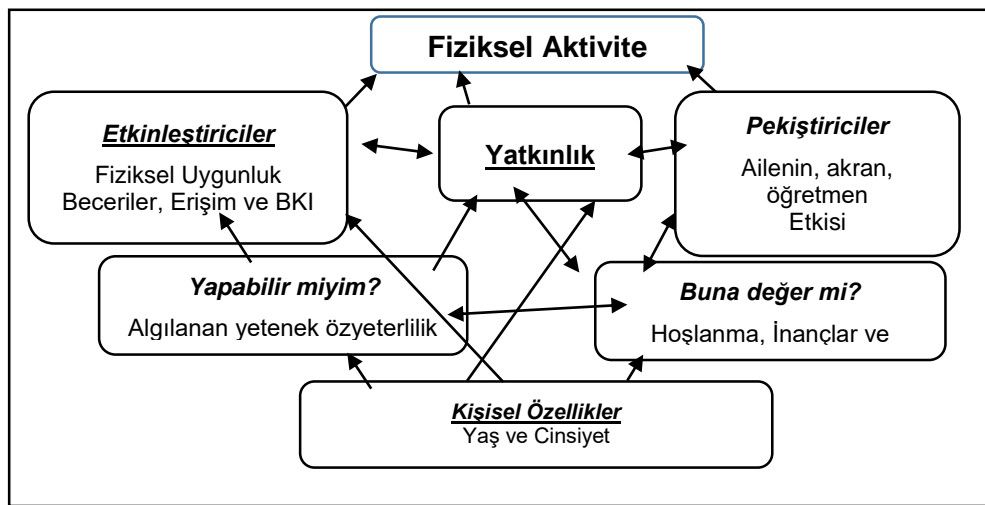 Fiziksel Aktivite
Etkinleştiriciler
Fiziksel Uygunluk
Beceriler, Erişim ve BKI
Yatkınlık
Pekiştiriciler
Ailenin, akran,
öğretmen
Etkisi
Yapabilir miyim?
Algılanan yetenek özyeterlilik
Buna değer mi?
Hoşlanma, İnançlar ve
Kişisel Özellikler
Yaş ve Cinsiyet